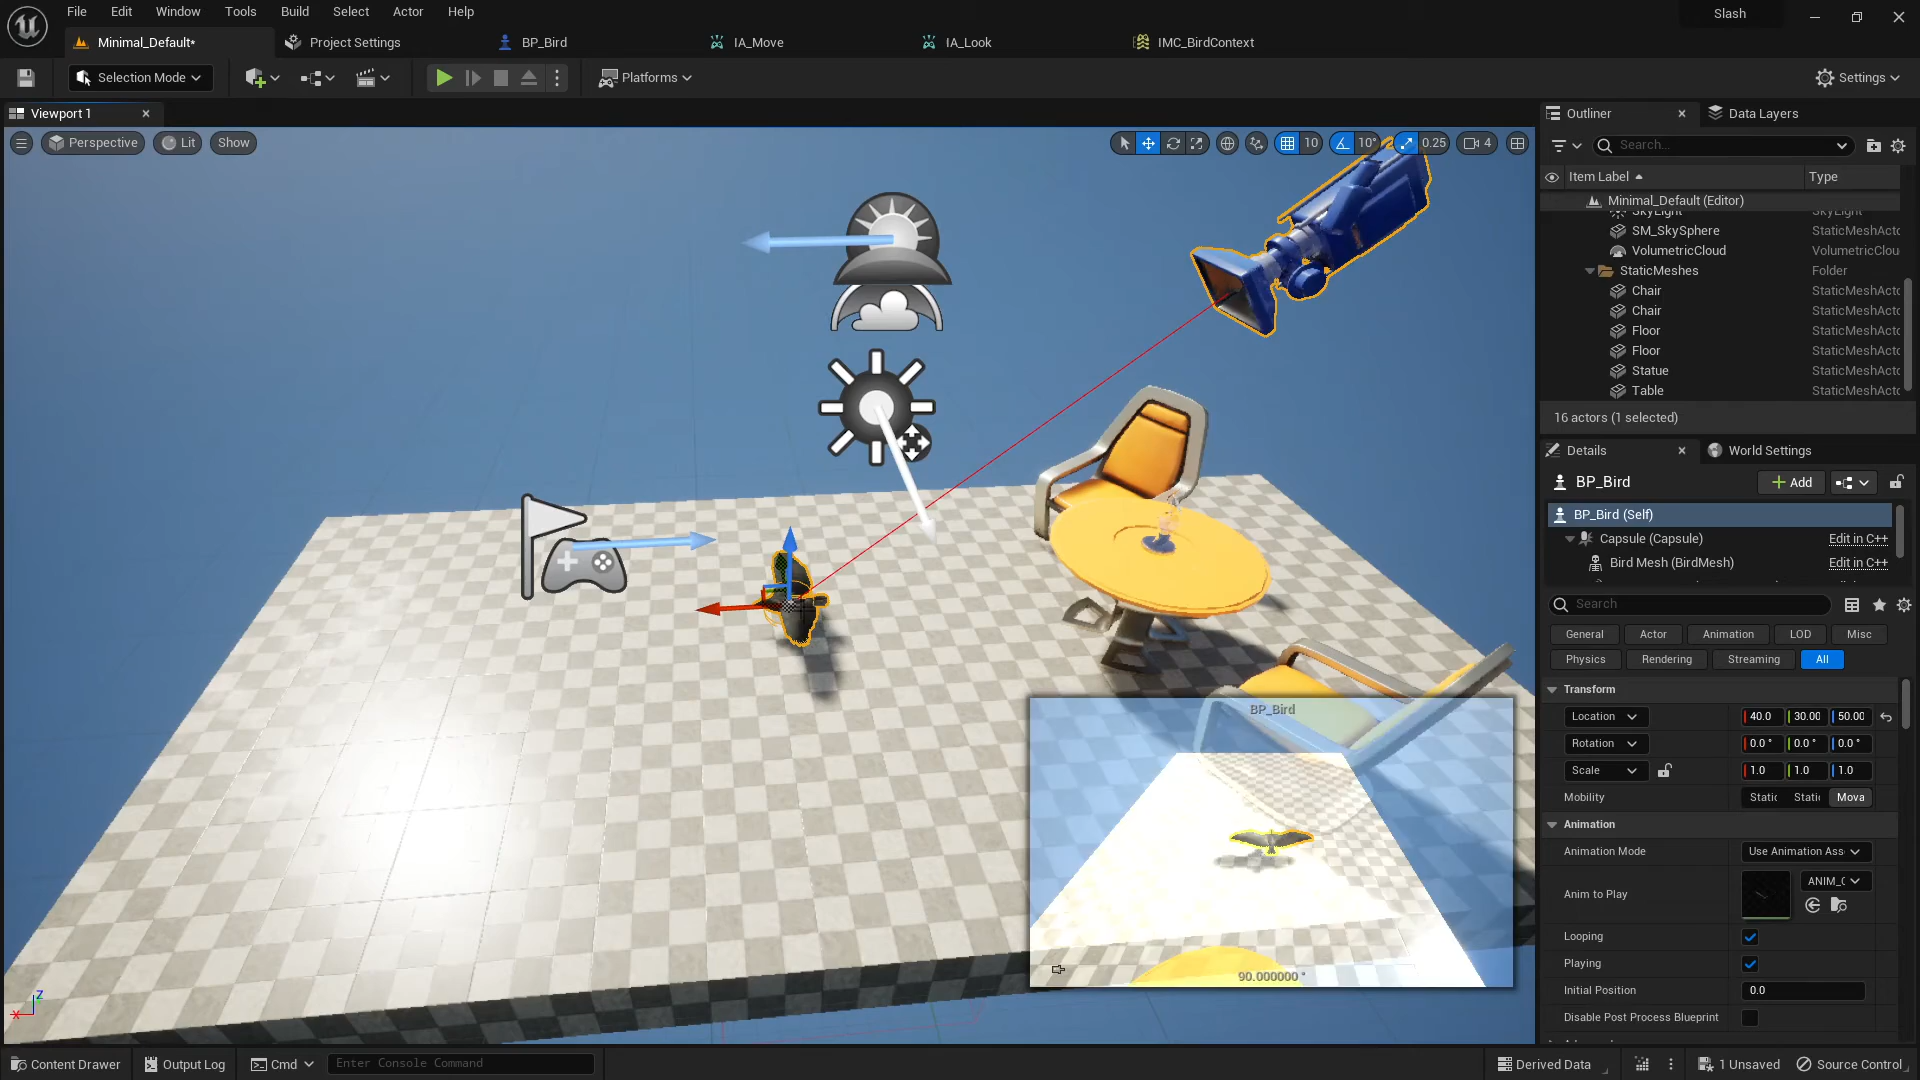 File Edit Window Tools Build Select Actor Help
Slash
Minimal_Default* Project Settings BP_Bird IA_Move IA_Look IMC_BirdContext
Selection Mode Platforms Settings
Viewport 1
Perspective Lit Show
10 10° 0.25 4
Outliner Data Layers
Search...
Item Label Type
Minimal_Default (Editor)
SkyLight SkyLight
SM_SkySphere StaticMeshActo
VolumetricCloud VolumetricClou
StaticMeshes Folder
Chair StaticMeshActo
Chair StaticMeshActo
Floor StaticMeshActo
Floor StaticMeshActo
Statue StaticMeshActo
Table StaticMeshActo
16 actors (1 selected)
Details World Settings
BP_Bird Add
BP_Bird (Self)
Capsule (Capsule) Edit in C++
Bird Mesh (BirdMesh) Edit in C++
Search
General Actor Animation LOD Misc
Physics Rendering Streaming All
Transform
Location 40.0 30.00 50.00
Rotation 0.0 ° 0.0 ° 0.0 °
Scale 1.0 1.0 1.0
Mobility Static Static Mova
Animation
Animation Mode Use Animation Ass
Anim to Play ANIM_C
Looping
Playing
Initial Position 0.0
Disable Post Process Blueprint
BP_Bird
90.000000 °
Z
X
Content Drawer Output Log Cmd Enter Console Command Derived Data 1 Unsaved Source Control